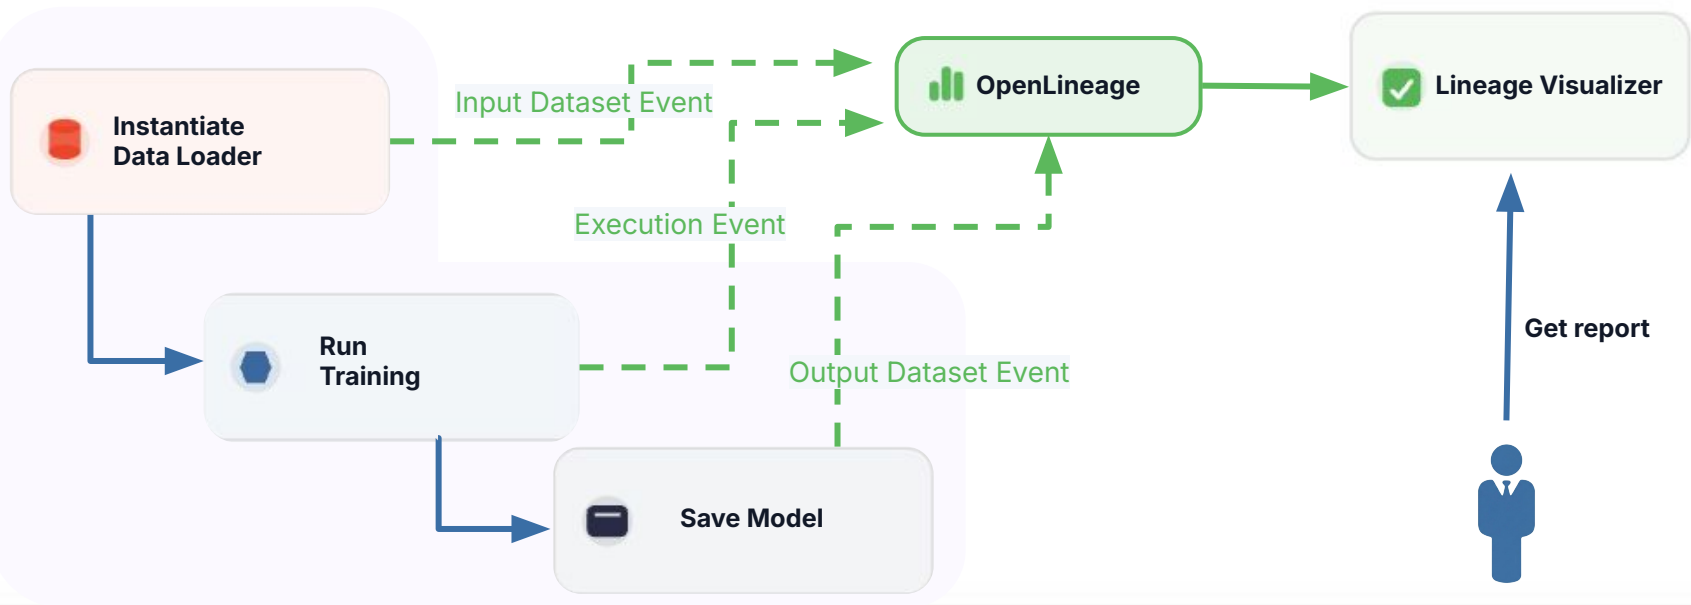 Instantiate
Data Loader
Input Dataset Event
OpenLineage
Lineage Visualizer
Execution Event
Run
Training
Output Dataset Event
Get report
Save Model